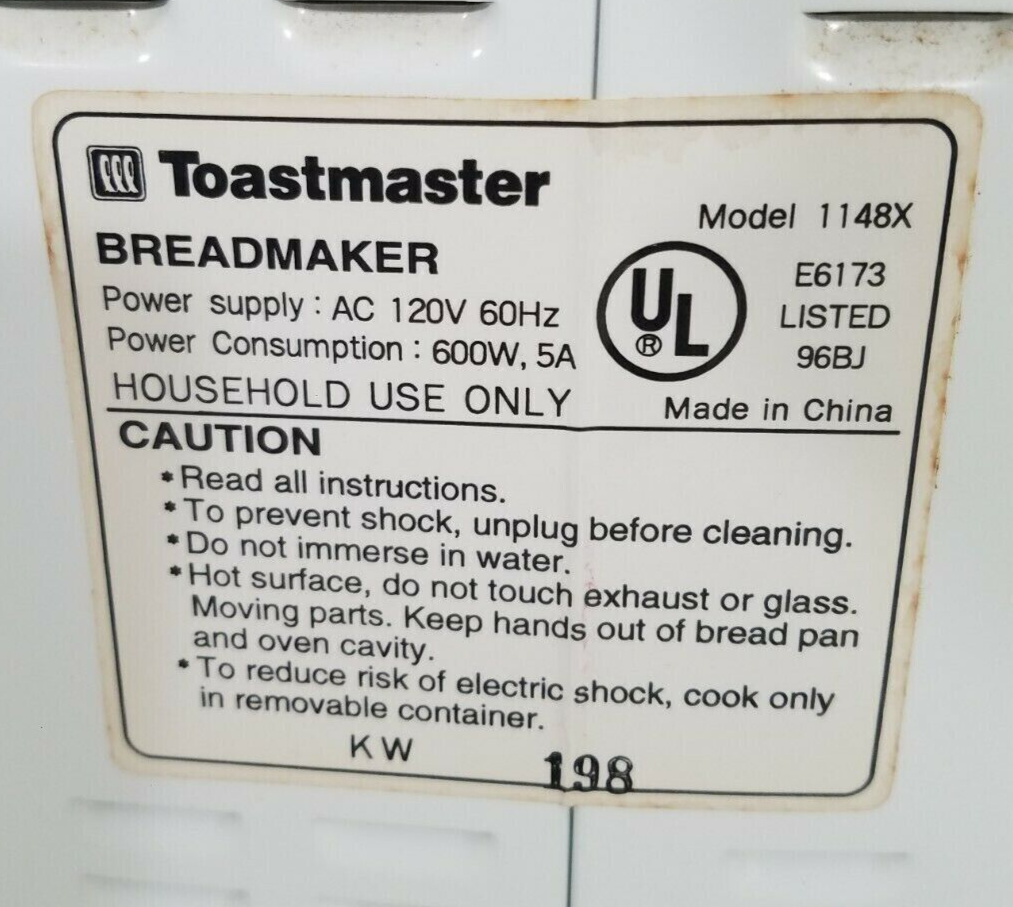 Toastmaster
Model 1148X
BREADMAKER
Power supply : AC 120V 60Hz
Power Consumption : 600W, 5A
HOUSEHOLD USE ONLY
UL
®
E6173
LISTED
96BJ
Made in China
CAUTION
* Read all instructions.
* To prevent shock, unplug before cleaning.
* Do not immerse in water.
* Hot surface, do not touch exhaust or glass.
Moving parts. Keep hands out of bread pan
and oven cavity.
* To reduce risk of electric shock, cook only
in removable container.
KW
198